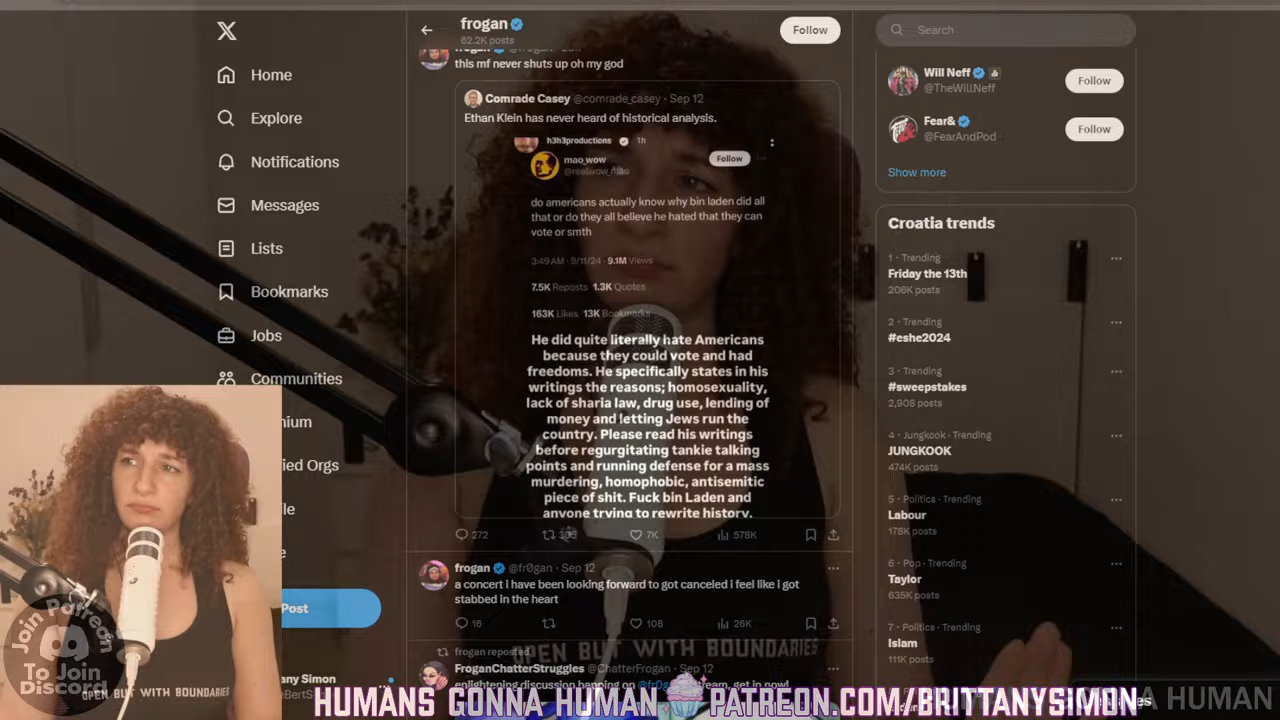 frogan
62.2K posts
Follow
Search
Home
Explore
Notifications
Messages
Lists
Bookmarks
Jobs
Communities
Post
this mf never shuts up oh my god
Comrade Casey @comrade_casey · Sep 12
Ethan Klein has never heard of historical analysis.
h3h3productions 1h
mao_wow
Follow
do americans actually know why bin laden did all
that or do they all believe he hated that they can
vote or smth
3:49 AM · 9/11/24 · 9.1M Views
7.5K Reposts 1.3K Quotes
163K Likes 13K Bookmarks
He did quite literally hate Americans
because they could vote and had
freedoms. He specifically states in his
writings the reasons; homosexuality,
lack of sharia law, drug use, lending of
money and letting Jews run the
country. Please read his writings
before regurgitating tankie talking
points and running defense for a mass
murdering, homophobic, antisemitic
piece of shit. Fuck bin Laden and
anyone trying to rewrite history.
272 7K 578K
frogan @fr0gan · Sep 12
a concert i have been looking forward to got canceled i feel like i got
stabbed in the heart
16 108 26K
frogan reposted
FroganChatterStruggles @ChatterFrogan · Sep 12
Will Neff
@TheWillNeff
Follow
Fear&
@FearAndPod
Follow
Show more
Croatia trends
1 · Trending
Friday the 13th
206K posts
2 · Trending
#eshe2024
3 · Trending
#sweepstakes
2,908 posts
4 · Jungkook · Trending
JUNGKOOK
474K posts
5 · Politics · Trending
Labour
178K posts
6 · Pop · Trending
Taylor
635K posts
7 · Politics · Trending
Islam
111K posts
OPEN BUT WITH BOUNDARIES
Join Patreon
To Join
Discord
OPEN BUT WITH BOUNDARIES
HUMANS GONNA HUMAN PATREON.COM/BRITTANYSIMON
HUMAN